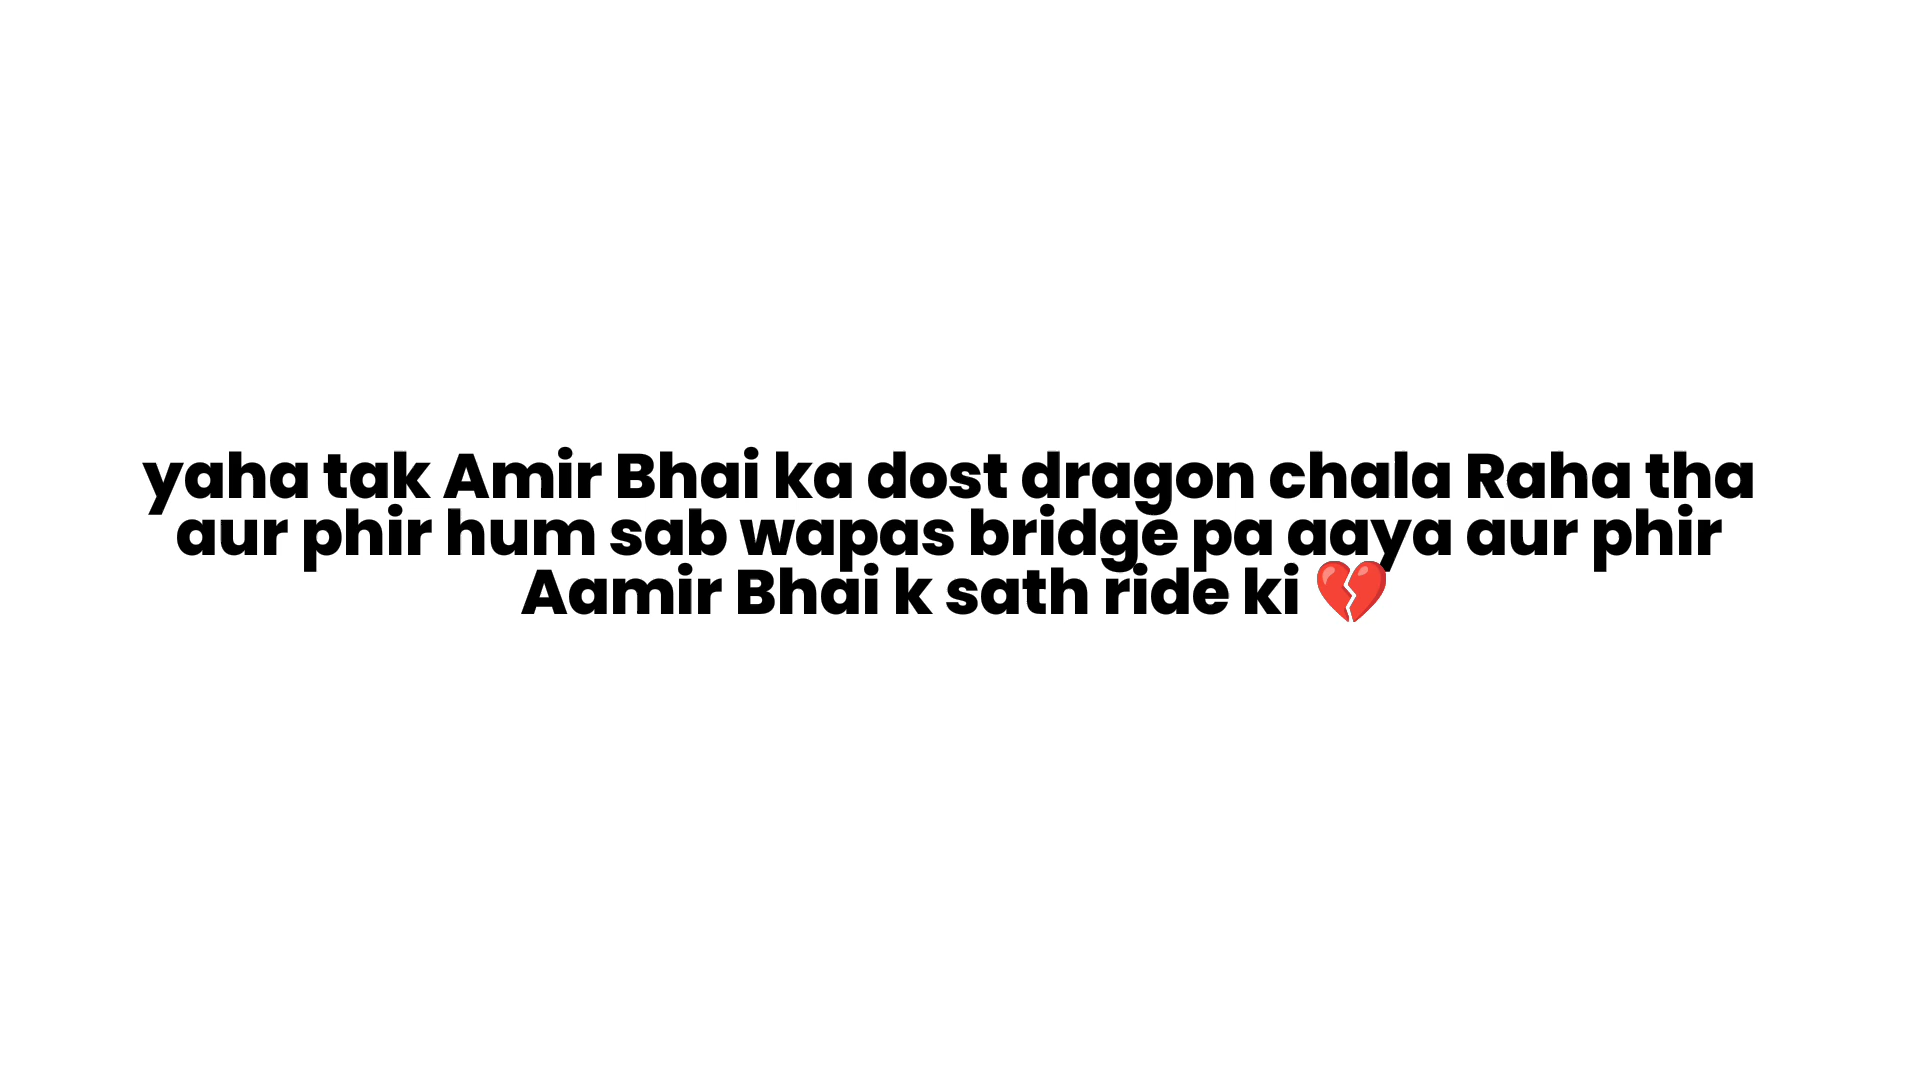 yaha tak Amir Bhai ka dost dragon chala Raha tha
aur phir hum sab wapas bridge pa aaya aur phir
Aamir Bhai k sath ride ki 💔